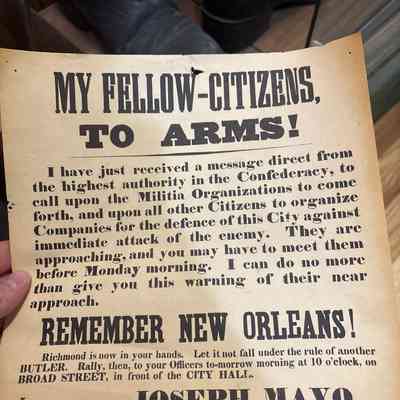 MY FELLOW-CITIZENS,
TO ARMS!
I have just received a message direct from
the highest authority in the Confederacy, to
call upon the Militia Organizations to come
forth, and upon all other Citizens to organize
Companies for the defence of this City against
immediate attack of the enemy. They are
approaching, and you may have to meet them
before Monday morning. I can do no more
than give you this warning of their near
approach.
REMEMBER NEW ORLEANS!
Richmond is now in your hands. Let it not fall under the rule of another
BUTLER. Rally, then, to your Officers to-morrow morning at 10 o'clock, on
BROAD STREET, in front of the CITY HALL.
JOSEPH MAYO